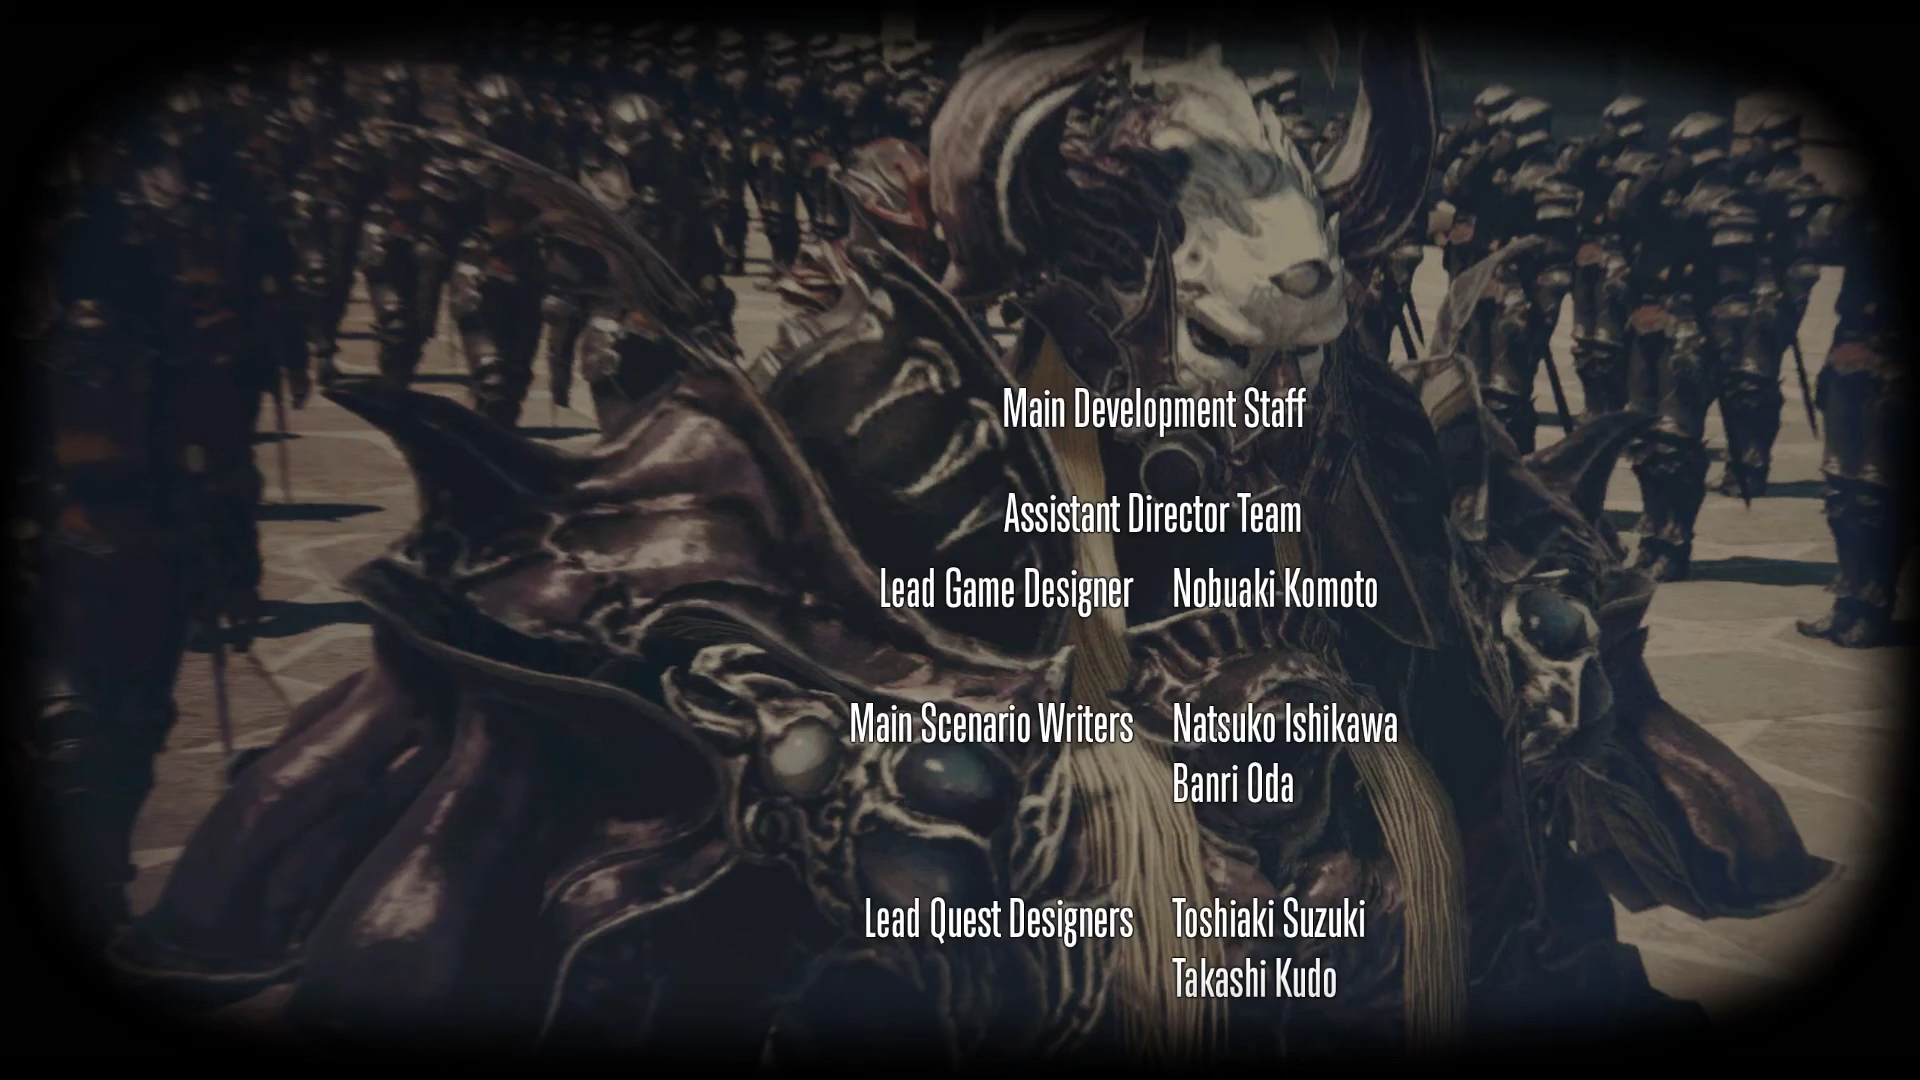 Main Development Staff
Assistant Director Team
Lead Game Designer Nobuaki Komoto
Main Scenario Writers Natsuko Ishikawa
Banri Oda
Lead Quest Designers Toshiaki Suzuki
Takashi Kudo